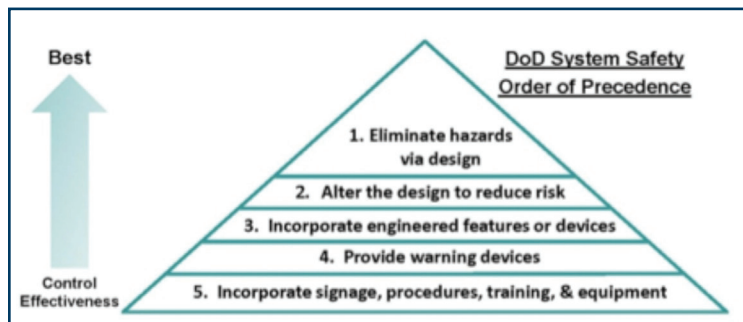 Best
DoD System Safety
Order of Precedence
1. Eliminate hazards
via design
2. Alter the design to reduce risk
3. Incorporate engineered features or devices
4. Provide warning devices
5. Incorporate signage, procedures, training, & equipment
Control
Effectiveness